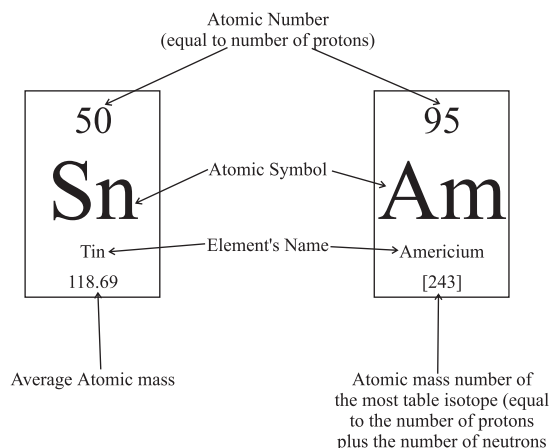 Atomic Number
(equal to number of protons)
50
95
Sn
Atomic Symbol
Am
Tin
Element's Name
Americium
118.69
[243]
Average Atomic mass
Atomic mass number of
the most table isotope (equal
to the number of protons
plus the number of neutrons